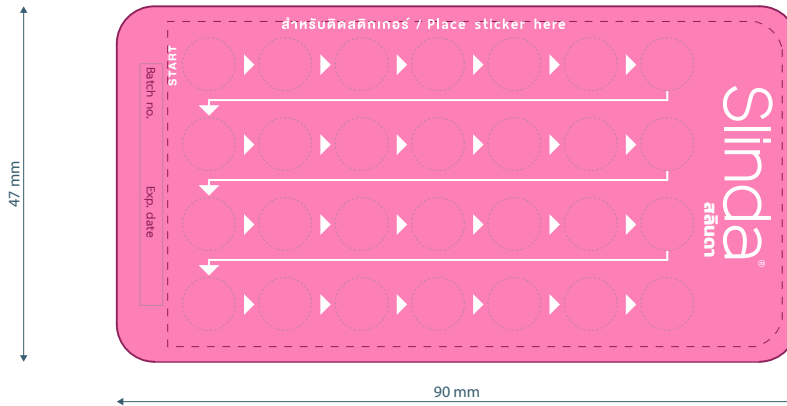 สำหรับติดสติกเกอร์ / Place sticker here
START
Batch no.
Exp. date
Slinda®
สลินดา
47 mm
90 mm